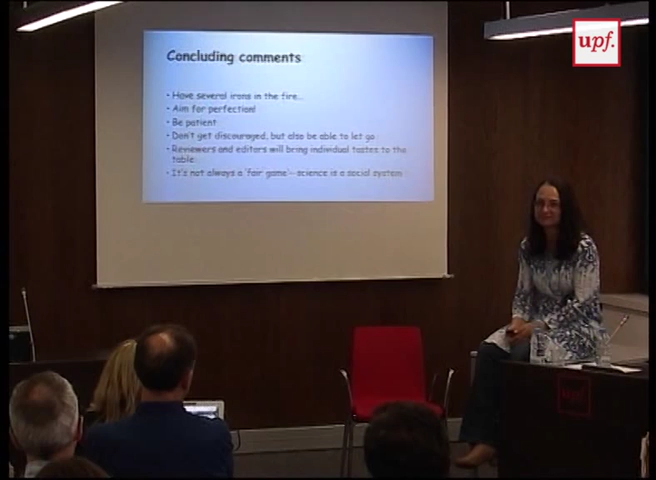 upf.
Concluding comments
• Have several irons in the fire...
• Aim for perfection!
• Be patient
• Don't get discouraged, but also be able to let go
• Reviewers and editors will bring individual tastes to the
table
• It's not always a 'fair game'--science is a social system
upf.